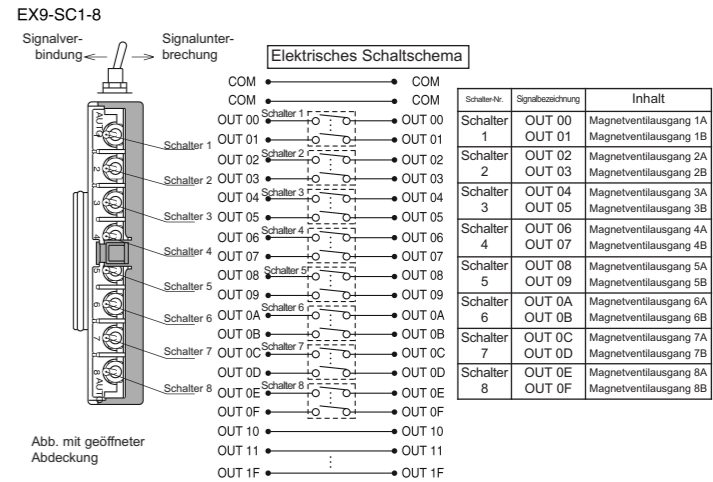 EX9-SC1-8
Signalver-
bindung
Signalunter-
brechung
Elektrisches Schaltschema
AUTO
2
3
4
5
6
7
8 AUTO
Schalter 1
Schalter 2
Schalter 3
Schalter 4
Schalter 5
Schalter 6
Schalter 7
Schalter 8
Abb. mit geöffneter
Abdeckung
COM COM
COM COM
OUT 00 Schalter 1 OUT 00
OUT 01 OUT 01
OUT 02 Schalter 2 OUT 02
OUT 03 OUT 03
OUT 04 Schalter 3 OUT 04
OUT 05 OUT 05
OUT 06 Schalter 4 OUT 06
OUT 07 OUT 07
OUT 08 Schalter 5 OUT 08
OUT 09 OUT 09
OUT 0A Schalter 6 OUT 0A
OUT 0B OUT 0B
OUT 0C Schalter 7 OUT 0C
OUT 0D OUT 0D
OUT 0E Schalter 8 OUT 0E
OUT 0F OUT 0F
OUT 10 OUT 10
OUT 11 OUT 11
OUT 1F OUT 1F
Schalter-Nr. Signalbezeichnung Inhalt
Schalter OUT 00 Magnetventilausgang 1A
1 OUT 01 Magnetventilausgang 1B
Schalter OUT 02 Magnetventilausgang 2A
2 OUT 03 Magnetventilausgang 2B
Schalter OUT 04 Magnetventilausgang 3A
3 OUT 05 Magnetventilausgang 3B
Schalter OUT 06 Magnetventilausgang 4A
4 OUT 07 Magnetventilausgang 4B
Schalter OUT 08 Magnetventilausgang 5A
5 OUT 09 Magnetventilausgang 5B
Schalter OUT 0A Magnetventilausgang 6A
6 OUT 0B Magnetventilausgang 6B
Schalter OUT 0C Magnetventilausgang 7A
7 OUT 0D Magnetventilausgang 7B
Schalter OUT 0E Magnetventilausgang 8A
8 OUT 0F Magnetventilausgang 8B